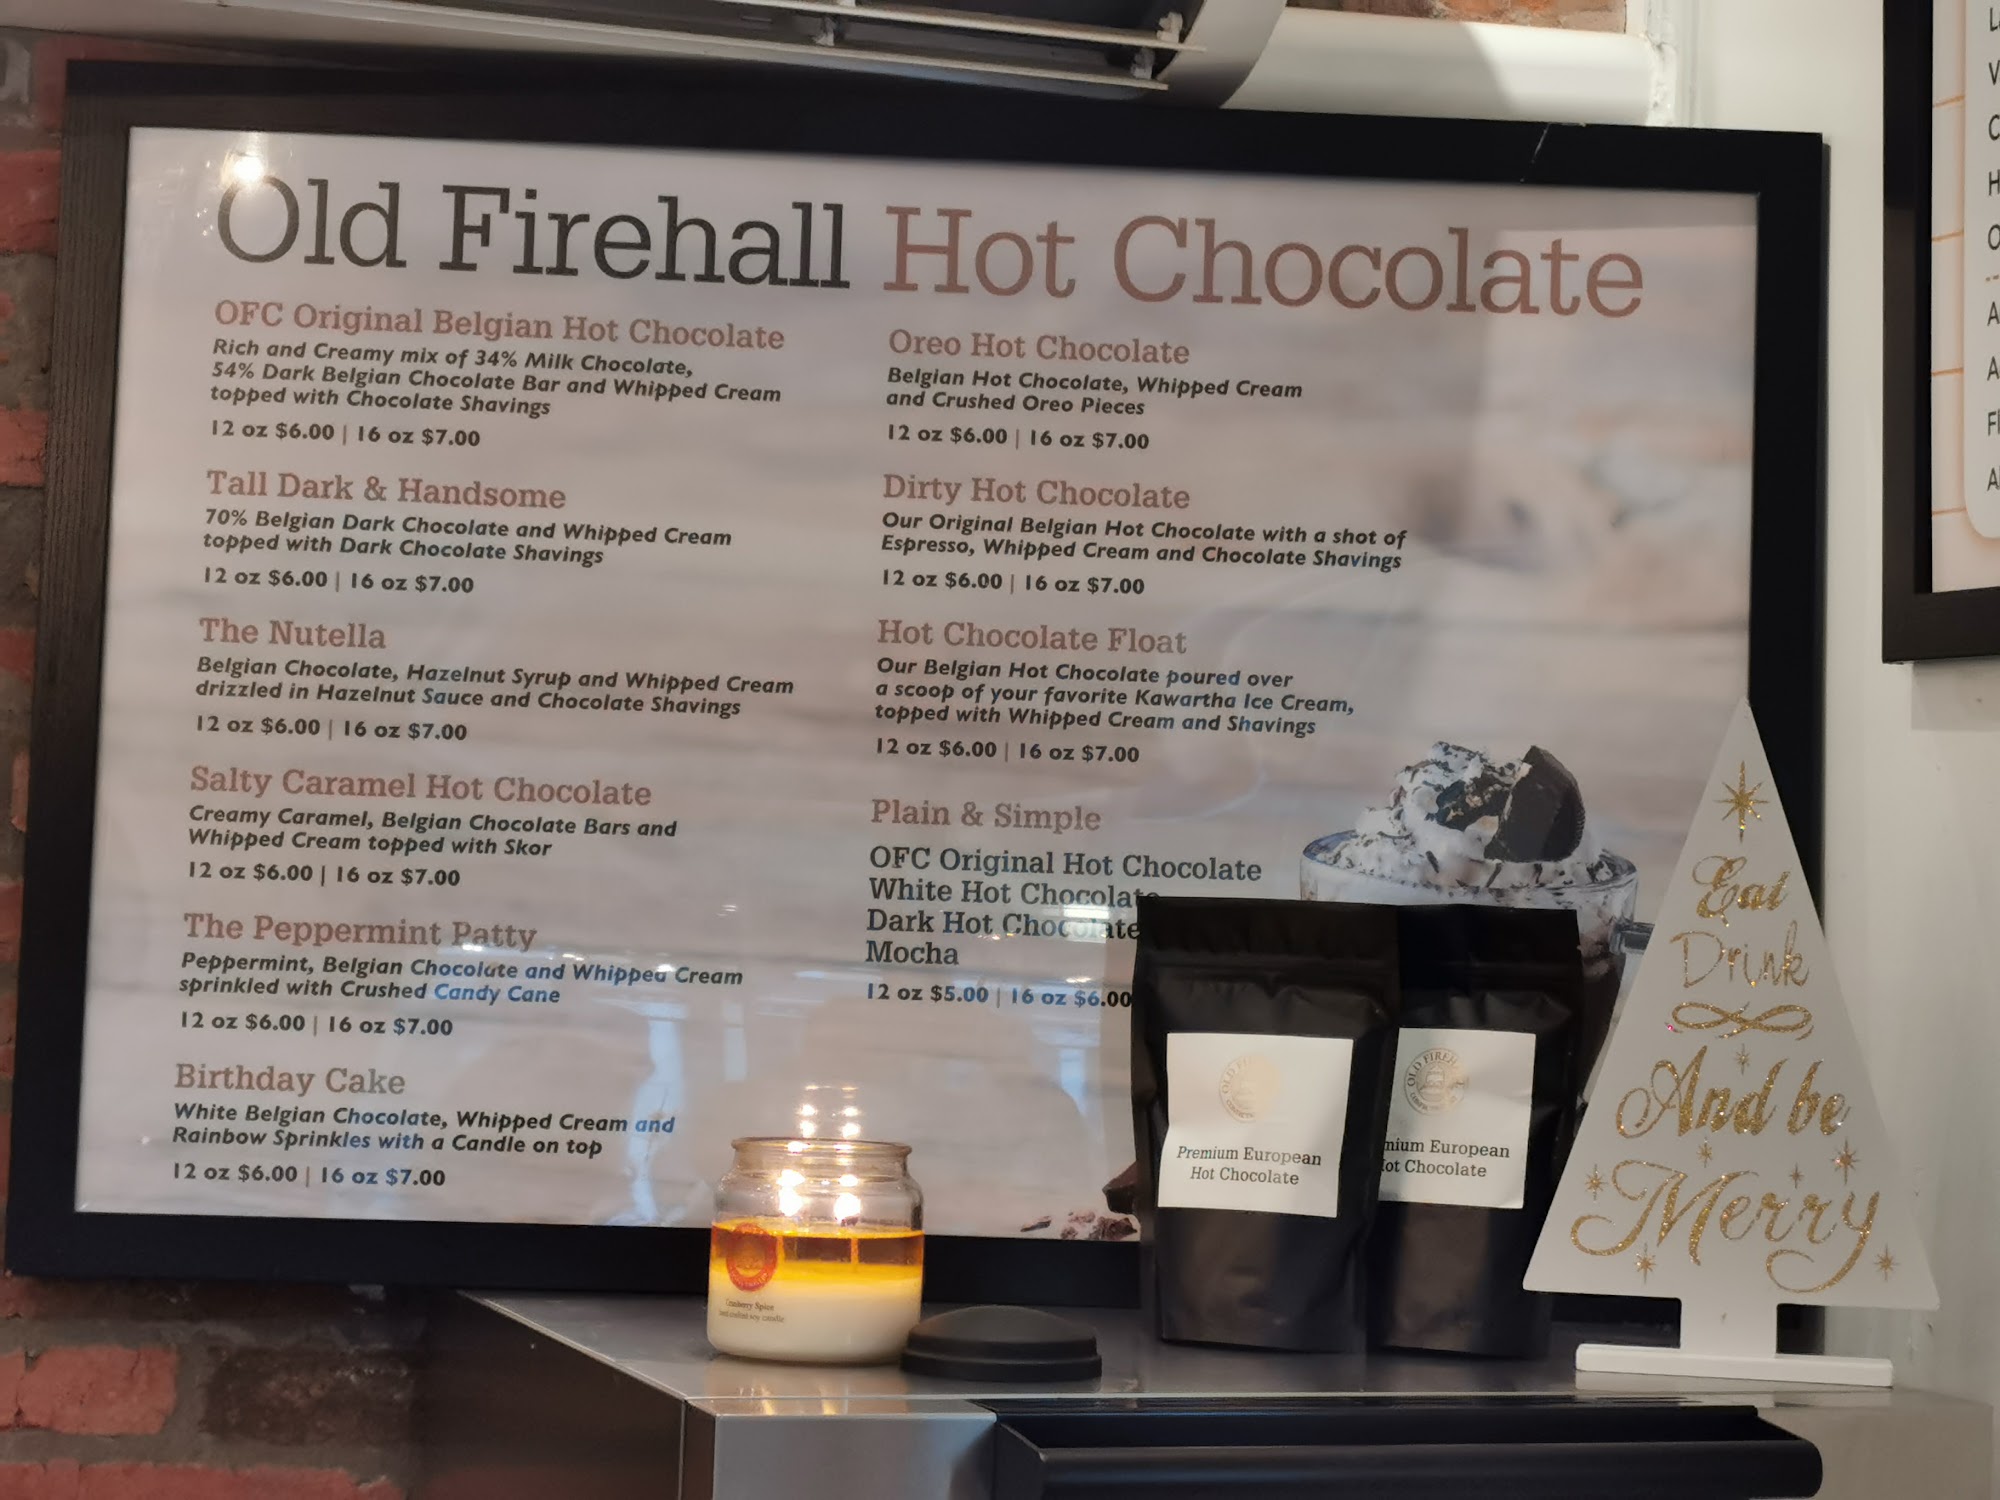 Old Firehall Hot Chocolate
OFC Original Belgian Hot Chocolate
Rich and Creamy mix of 34% Milk Chocolate,
54% Dark Belgian Chocolate Bar and Whipped Cream
topped with Chocolate Shavings
12 oz $6.00 | 16 oz $7.00
Tall Dark & Handsome
70% Belgian Dark Chocolate and Whipped Cream
topped with Dark Chocolate Shavings
12 oz $6.00 | 16 oz $7.00
The Nutella
Belgian Chocolate, Hazelnut Syrup and Whipped Cream
drizzled in Hazelnut Sauce and Chocolate Shavings
12 oz $6.00 | 16 oz $7.00
Salty Caramel Hot Chocolate
Creamy Caramel, Belgian Chocolate Bars and
Whipped Cream topped with Skor
12 oz $6.00 | 16 oz $7.00
The Peppermint Patty
Peppermint, Belgian Chocolate and Whipped Cream
sprinkled with Crushed Candy Cane
12 oz $6.00 | 16 oz $7.00
Birthday Cake
White Belgian Chocolate, Whipped Cream and
Rainbow Sprinkles with a Candle on top
12 oz $6.00 | 16 oz $7.00
Oreo Hot Chocolate
Belgian Hot Chocolate, Whipped Cream
and Crushed Oreo Pieces
12 oz $6.00 | 16 oz $7.00
Dirty Hot Chocolate
Our Original Belgian Hot Chocolate with a shot of
Espresso, Whipped Cream and Chocolate Shavings
12 oz $6.00 | 16 oz $7.00
Hot Chocolate Float
Our Belgian Hot Chocolate poured over
a scoop of your favorite Kawartha Ice Cream,
topped with Whipped Cream and Shavings
12 oz $6.00 | 16 oz $7.00
Plain & Simple
OFC Original Hot Chocolate
White Hot Chocolate
Dark Hot Chocolate
Mocha
12 oz $5.00 | 16 oz $6.00
Premium European
Hot Chocolate
OLD FIREH
mium European
ot Chocolate
Eat
Drink
And be
Merry
Cranberry Spice
soy candle